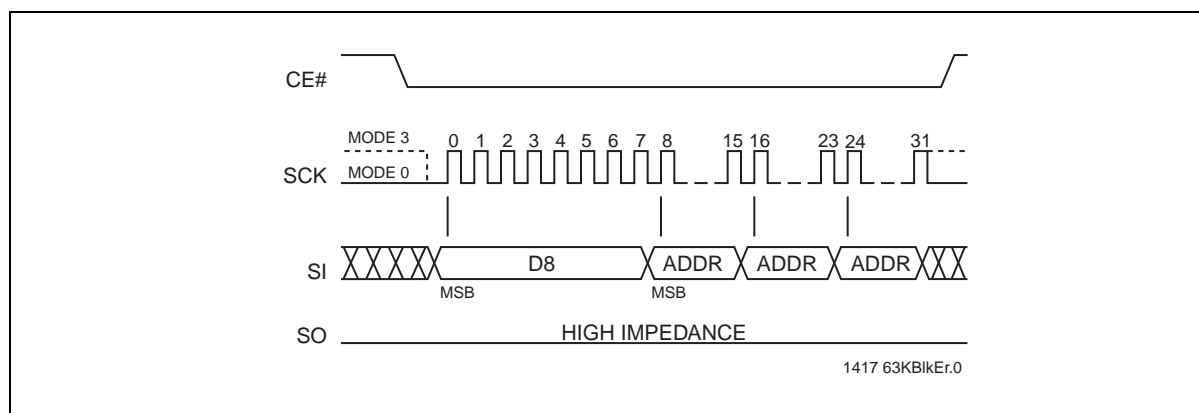 CE#
MODE 3
0 1 2 3 4 5 6 7 8 15 16 23 24 31
SCK
MODE 0
SI
D8 ADDR ADDR ADDR
MSB MSB
SO
HIGH IMPEDANCE
1417 63KBlkEr.0